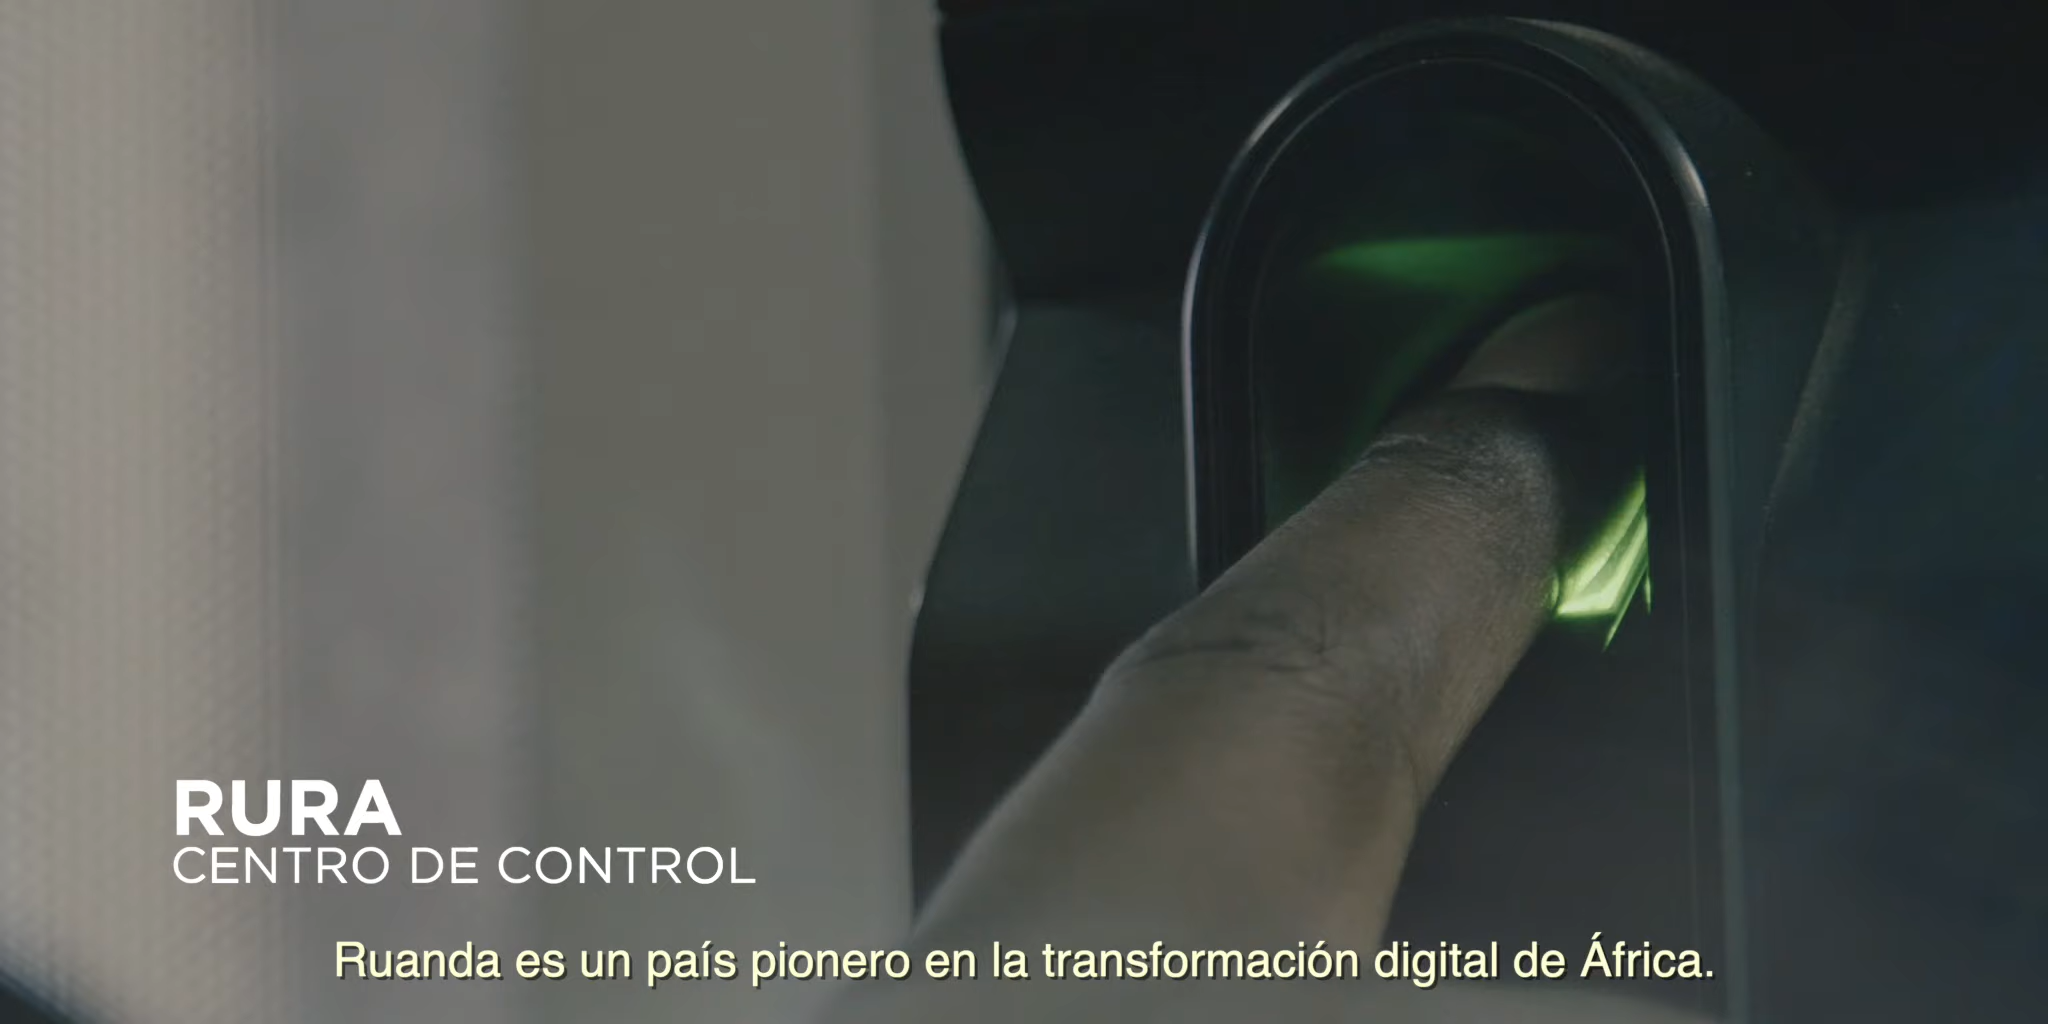 RURA
CENTRO DE CONTROL
Ruanda es un país pionero en la transformación digital de África.